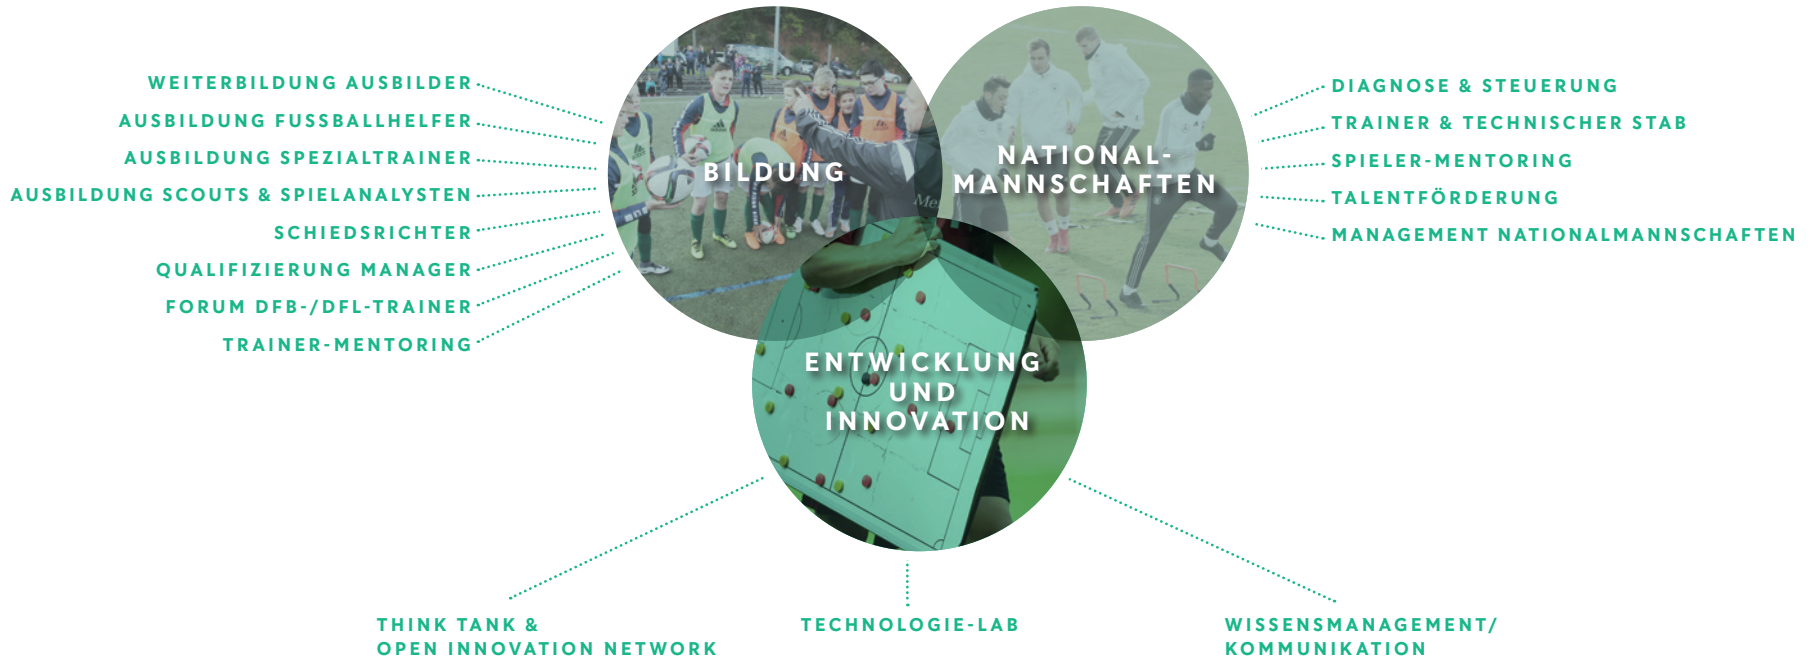 WEITERBILDUNG AUSBILDER
AUSBILDUNG FUSSBALLHELFER
AUSBILDUNG SPEZIALTRAINER
AUSBILDUNG SCOUTS & SPIELANALYSTEN
SCHIEDSRICHTER
QUALIFIZIERUNG MANAGER
FORUM DFB-/DFL-TRAINER
TRAINER-MENTORING
BILDUNG
NATIONAL-
MANNSCHAFTEN
DIAGNOSE & STEUERUNG
TRAINER & TECHNISCHER STAB
SPIELER-MENTORING
TALENTFÖRDERUNG
MANAGEMENT NATIONALMANNSCHAFTEN
ENTWICKLUNG
UND
INNOVATION
THINK TANK &
OPEN INNOVATION NETWORK
TECHNOLOGIE-LAB
WISSENSMANAGEMENT/
KOMMUNIKATION